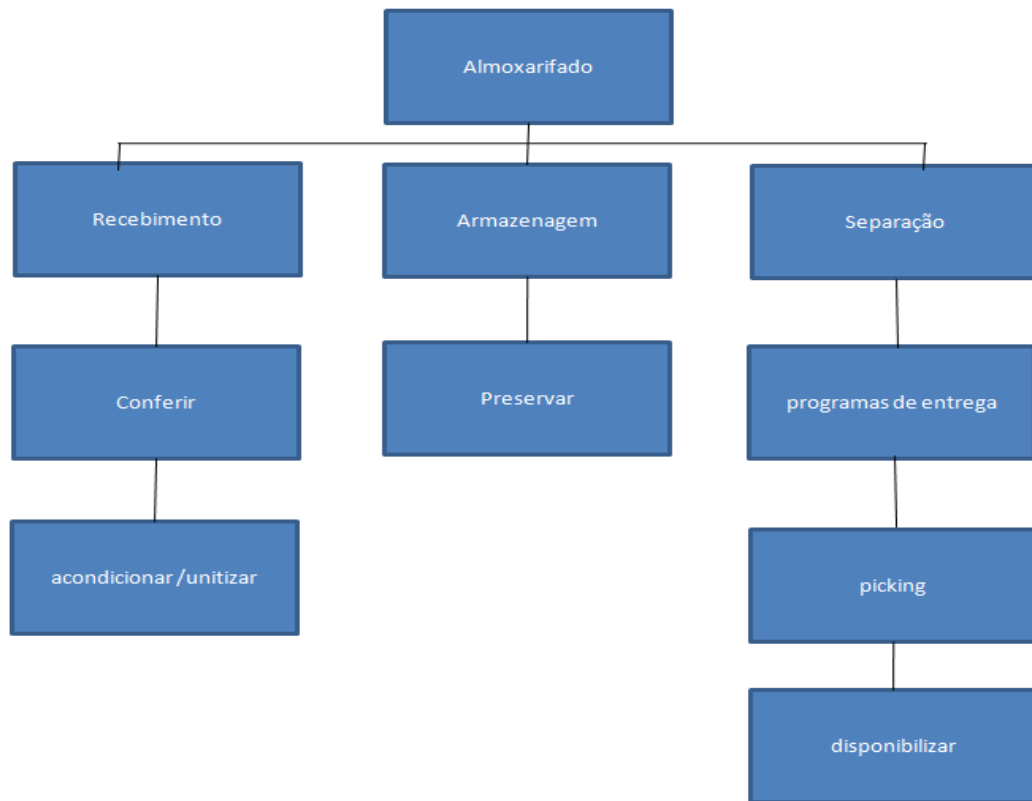 Almoxarifado
Recebimento
Armazenagem
Separação
Conferir
Preservar
programas de entrega
acondicionar/unitizar
picking
disponibilizar